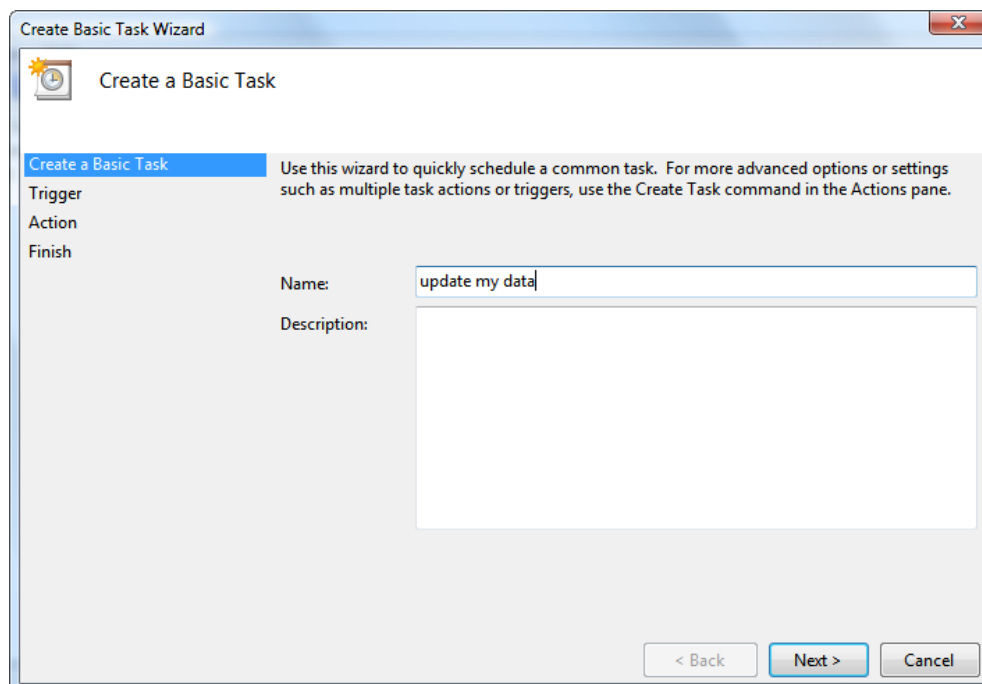 Create Basic Task Wizard
Create a Basic Task
Create a Basic Task
Trigger
Action
Finish
Use this wizard to quickly schedule a common task.  For more advanced options or settings
such as multiple task actions or triggers, use the Create Task command in the Actions pane.
Name:
update my data
Description:
< Back
Next >
Cancel